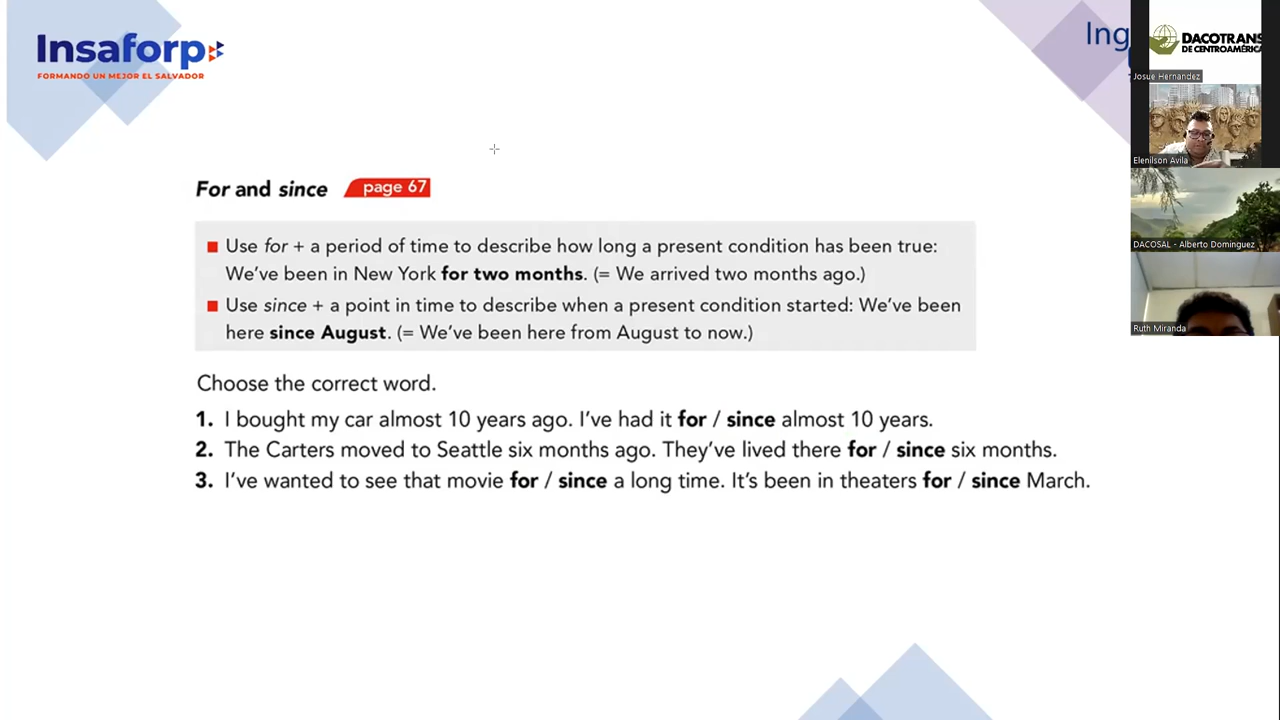 Insaforp
FORMANDO UN MEJOR EL SALVADOR
Ing
DACOTRANS
DE CENTROAMÉRICA
Josue Hernandez
Elenilson Avila
DACOSAL - Alberto Dominguez
Ruth Miranda
For and since page 67
■ Use for + a period of time to describe how long a present condition has been true:
We've been in New York for two months. (= We arrived two months ago.)
■ Use since + a point in time to describe when a present condition started: We've been
here since August. (= We've been here from August to now.)
Choose the correct word.
1. I bought my car almost 10 years ago. I've had it for / since almost 10 years.
2. The Carters moved to Seattle six months ago. They've lived there for / since six months.
3. I've wanted to see that movie for / since a long time. It's been in theaters for / since March.